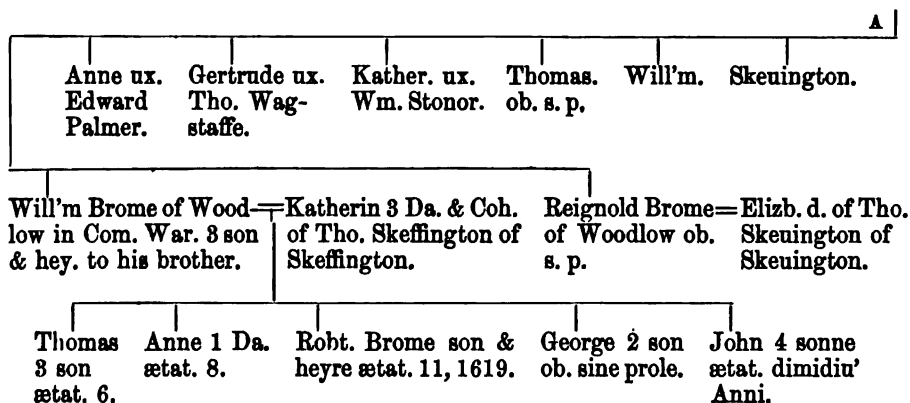 A
Anne ux. Edward Palmer.
Gertrude ux. Tho. Wag-staffe.
Kather. ux. Wm. Stonor.
Thomas. ob. s. p.
Will'm.
Skeuington.
Will'm Brome of Wood-
low in Com. War. 3 son
& hey. to his brother.
Katherin 3 Da. & Coh.
of Tho. Skeffington of
Skeffington.
Reignold Brome
of Woodlow ob.
s. p.
Elizb. d. of Tho.
Skeuington of
Skeuington.
Thomas
3 son
ætat. 6.
Anne 1 Da.
ætat. 8.
Robt. Brome son &
heyre ætat. 11, 1619.
George 2 son
ob. sine prole.
John 4 sonne
ætat. dimidiu'
Anni.